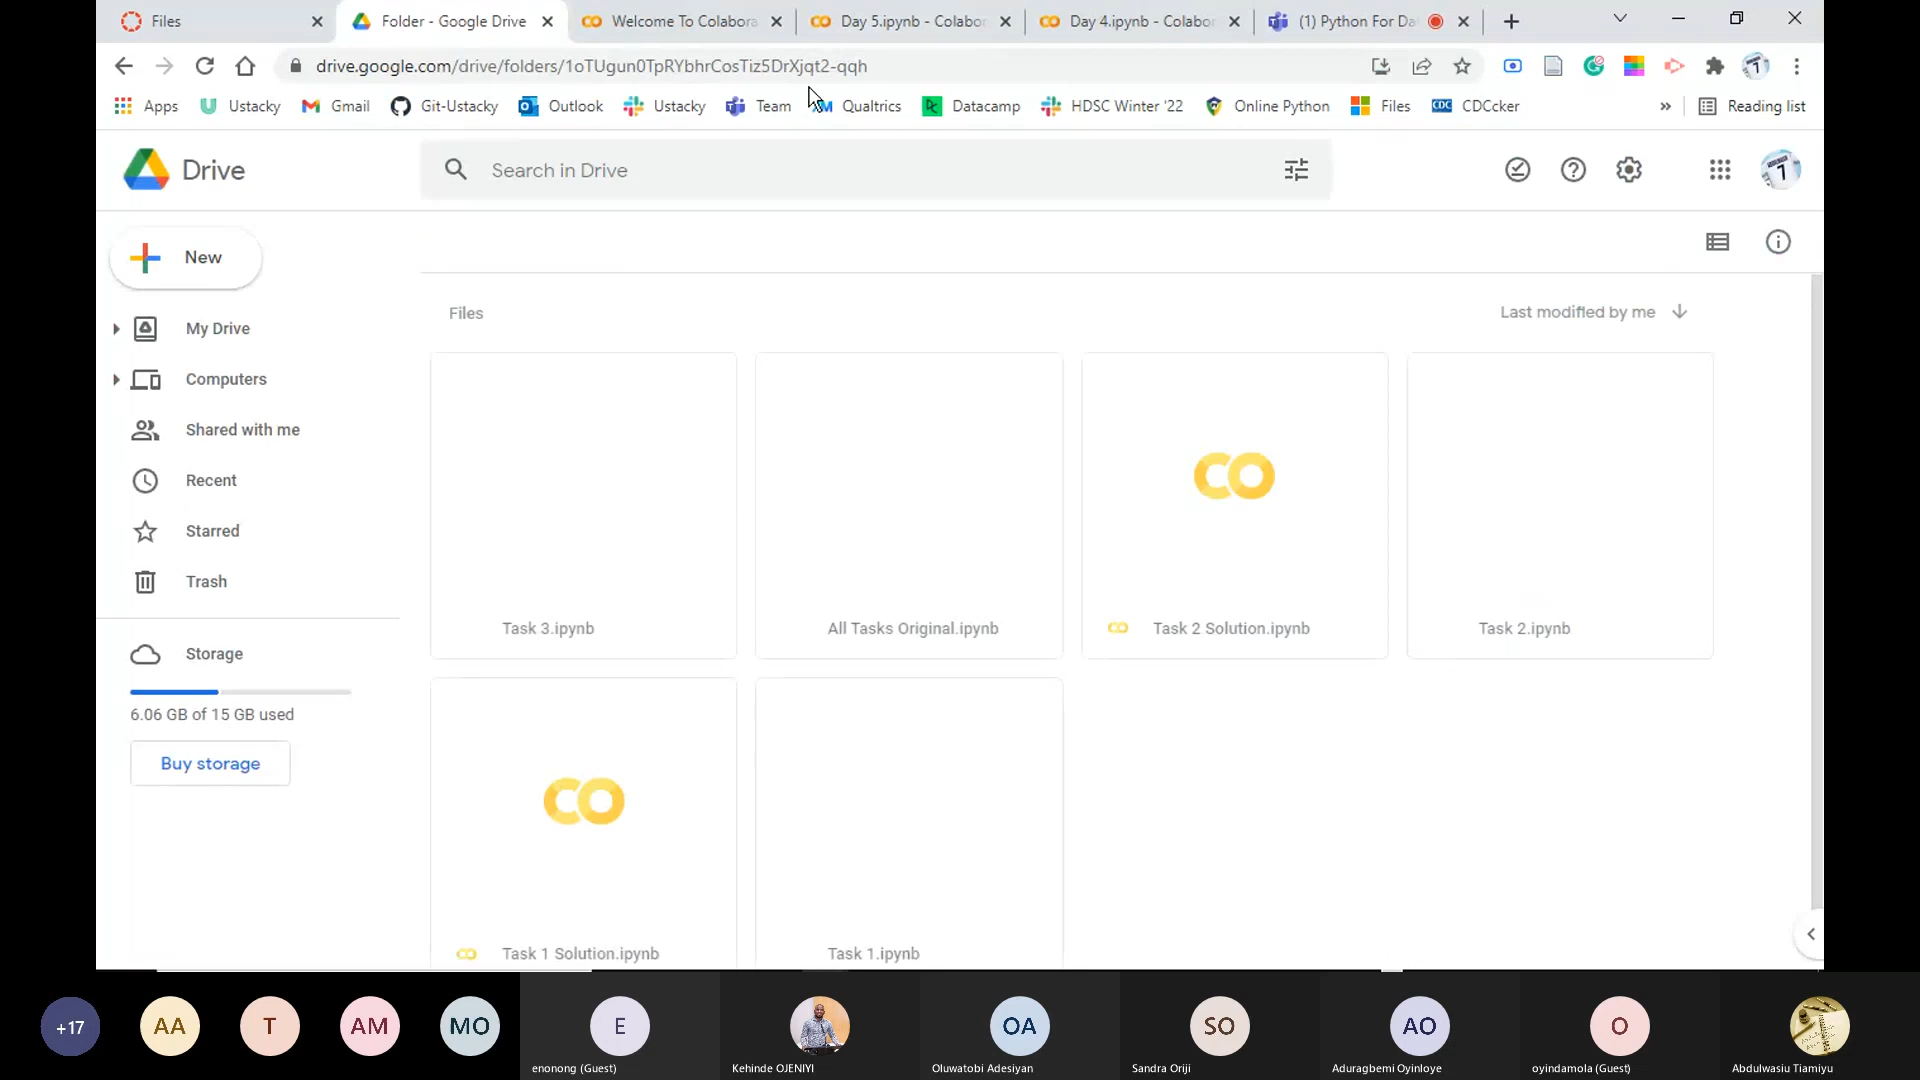 Files
Folder - Google Drive
Welcome To Colabora
Day 5.ipynb - Colabor
Day 4.ipynb - Colabor
(1) Python For Da
drive.google.com/drive/folders/1oTUgun0TpRYbhrCosTiz5DrXjqt2-qqh
Apps
Ustacky
Gmail
Git-Ustacky
Outlook
Ustacky
Team
Qualtrics
Datacamp
HDSC Winter '22
Online Python
Files
CDCcker
»
Reading list
Drive
Search in Drive
New
My Drive
Computers
Shared with me
Recent
Starred
Trash
Storage
6.06 GB of 15 GB used
Buy storage
Files
Last modified by me
Task 3.ipynb
All Tasks Original.ipynb
Task 2 Solution.ipynb
Task 2.ipynb
Task 1 Solution.ipynb
Task 1.ipynb
+17
AA
T
AM
MO
E
enonong (Guest)
Kehinde OJENIYI
OA
Oluwatobi Adesiyan
SO
Sandra Oriji
AO
Aduragbemi Oyinloye
O
oyindamola (Guest)
Abdulwasiu Tiamiyu